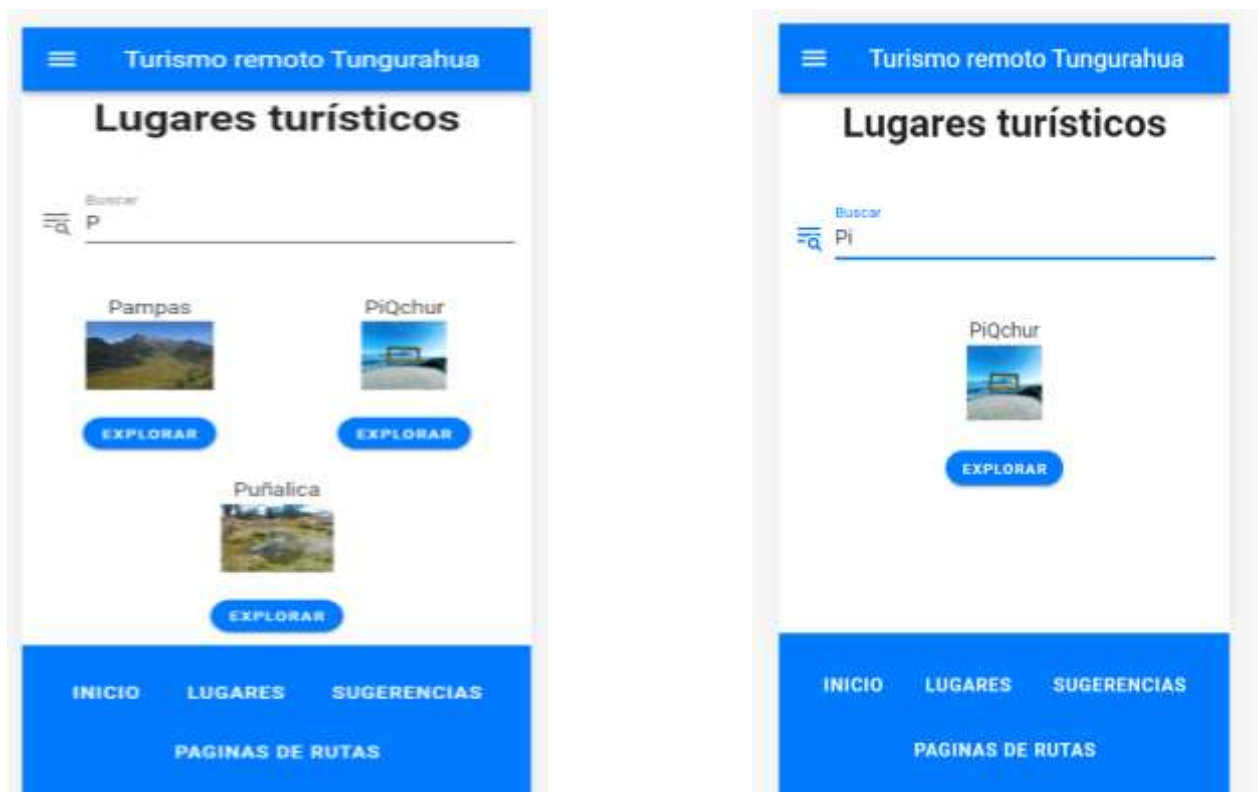 Turismo remoto Tungurahua
Lugares turísticos
Buscar
P
Pampas PiQchur
EXPLORAR EXPLORAR
Puñalica
EXPLORAR
INICIO LUGARES SUGERENCIAS
PAGINAS DE RUTAS
Turismo remoto Tungurahua
Lugares turísticos
Buscar
Pi
PiQchur
EXPLORAR
INICIO LUGARES SUGERENCIAS
PAGINAS DE RUTAS